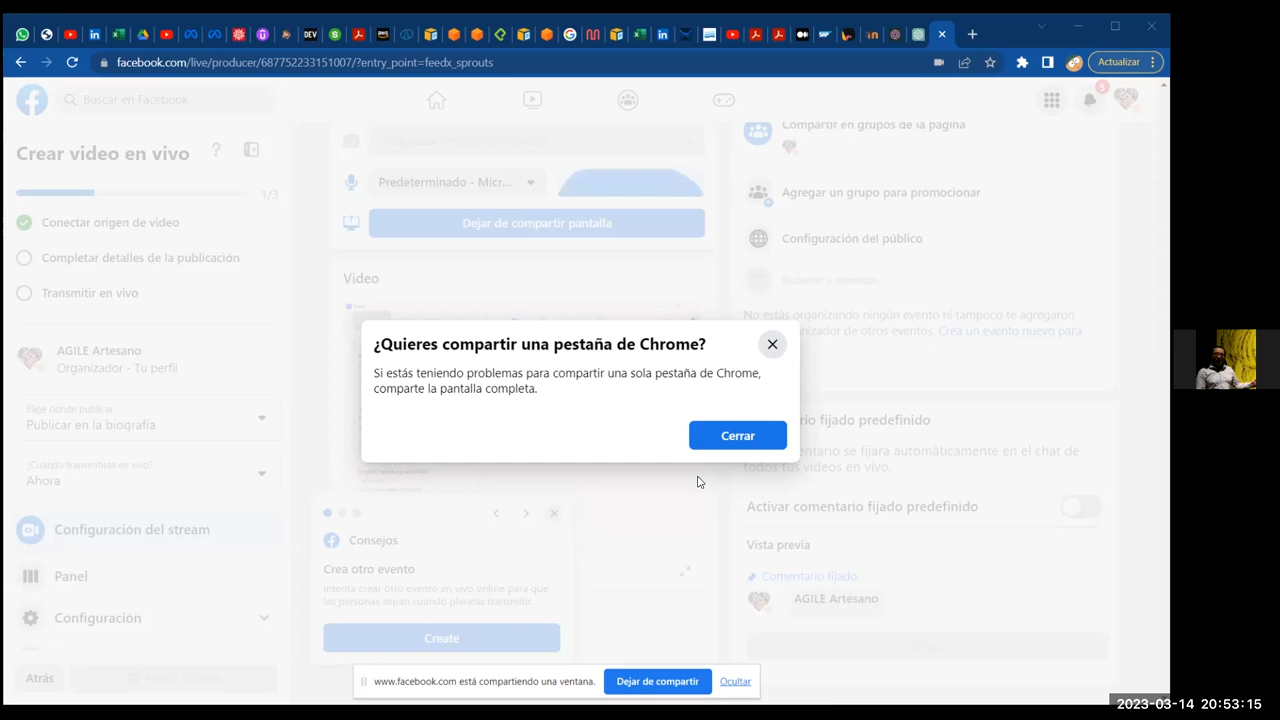 DEV
aws
facebook.com/live/producer/687752233151007/?entry_point=feedx_sprouts
Actualizar
Buscar en Facebook
5
Crear video en vivo
?
1/3
Conectar origen de video
Completar detalles de la publicación
Transmitir en vivo
AGILE Artesano
Organizador - Tu perfil
Elige dónde publicar
Publicar en la biografía
¿Cuándo transmitirás en vivo?
Ahora
Configuración del stream
Panel
Configuración
Atrás
Predeterminado - Micr...
Dejar de compartir pantalla
Video
¿Quieres compartir una pestaña de Chrome?
Si estás teniendo problemas para compartir una sola pestaña de Chrome,
comparte la pantalla completa.
Cerrar
Consejos
Crea otro evento
Intenta crear otro evento en vivo online para que
las personas sepan cuándo planeas transmitir.
Create
www.facebook.com está compartiendo una ventana.
Dejar de compartir
Ocultar
Compartir en grupos de la página
Agregar un grupo para promocionar
Configuración del público
No estás organizando ningún evento ni tampoco te agregaron
de otros eventos. Crea un evento nuevo para
fijado predefinido
se fijará automáticamente en el chat de
todos tus videos en vivo.
Activar comentario fijado predefinido
Vista previa
Comentario fijado
AGILE Artesano
2023-03-14 20:53:15